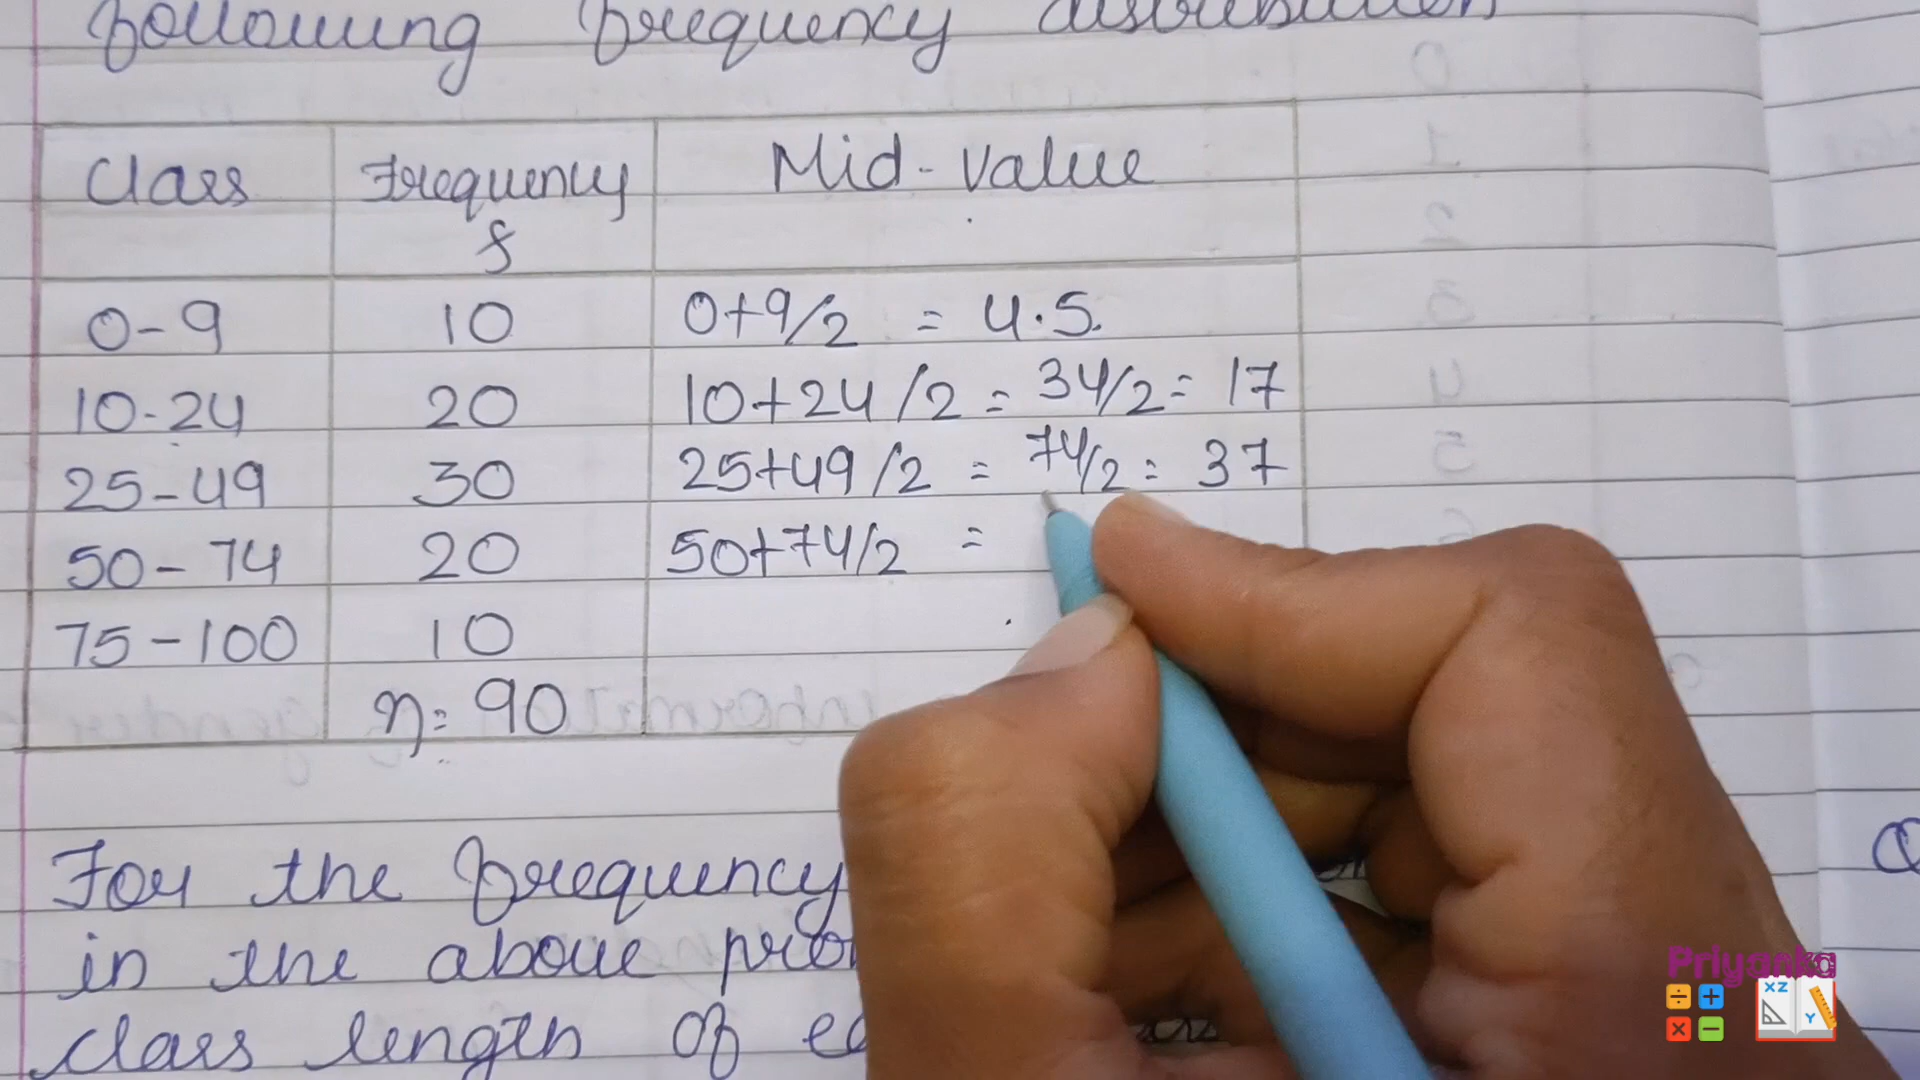 following frequency distribution
Class Frequency Mid-Value
f
0-9 10 0+9/2 = 4.5
10-24 20 10+24/2 = 34/2 = 17
25-49 30 25+49/2 = 74/2 = 37
50-74 20 50+74/2 =
75-100 10
n= 90
For the frequency
in the above
class length of
Priyanka
XZ
Y